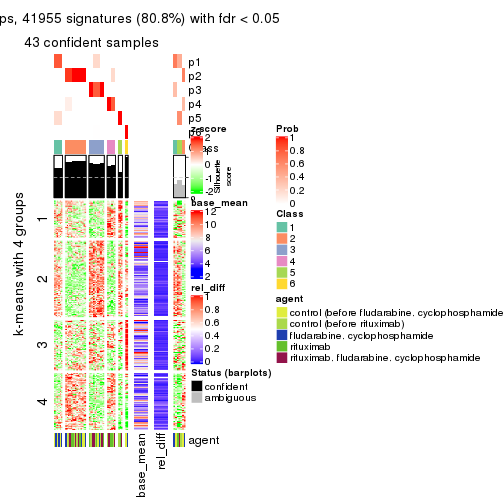 ps, 41955 signatures (80.8%) with fdr < 0.05
43 confident samples
p1
p2
p3
p4
p5
p6
Class
z-score
2
1
0
-1
-2
Silhouette
score
base_mean
12
10
8
6
4
2
rel_diff
1
0.8
0.6
0.4
0.2
0
Status (barplots)
confident
ambiguous
k-means with 4 groups
1
2
3
4
agent
base_mean
rel_diff
Prob
1
0.8
0.6
0.4
0.2
0
Class
1
2
3
4
5
6
agent
control (before fludarabine, cyclophosphamide
control (before rituximab)
fludarabine, cyclophosphamide
rituximab
rituximab, fludarabine, cyclophosphamide